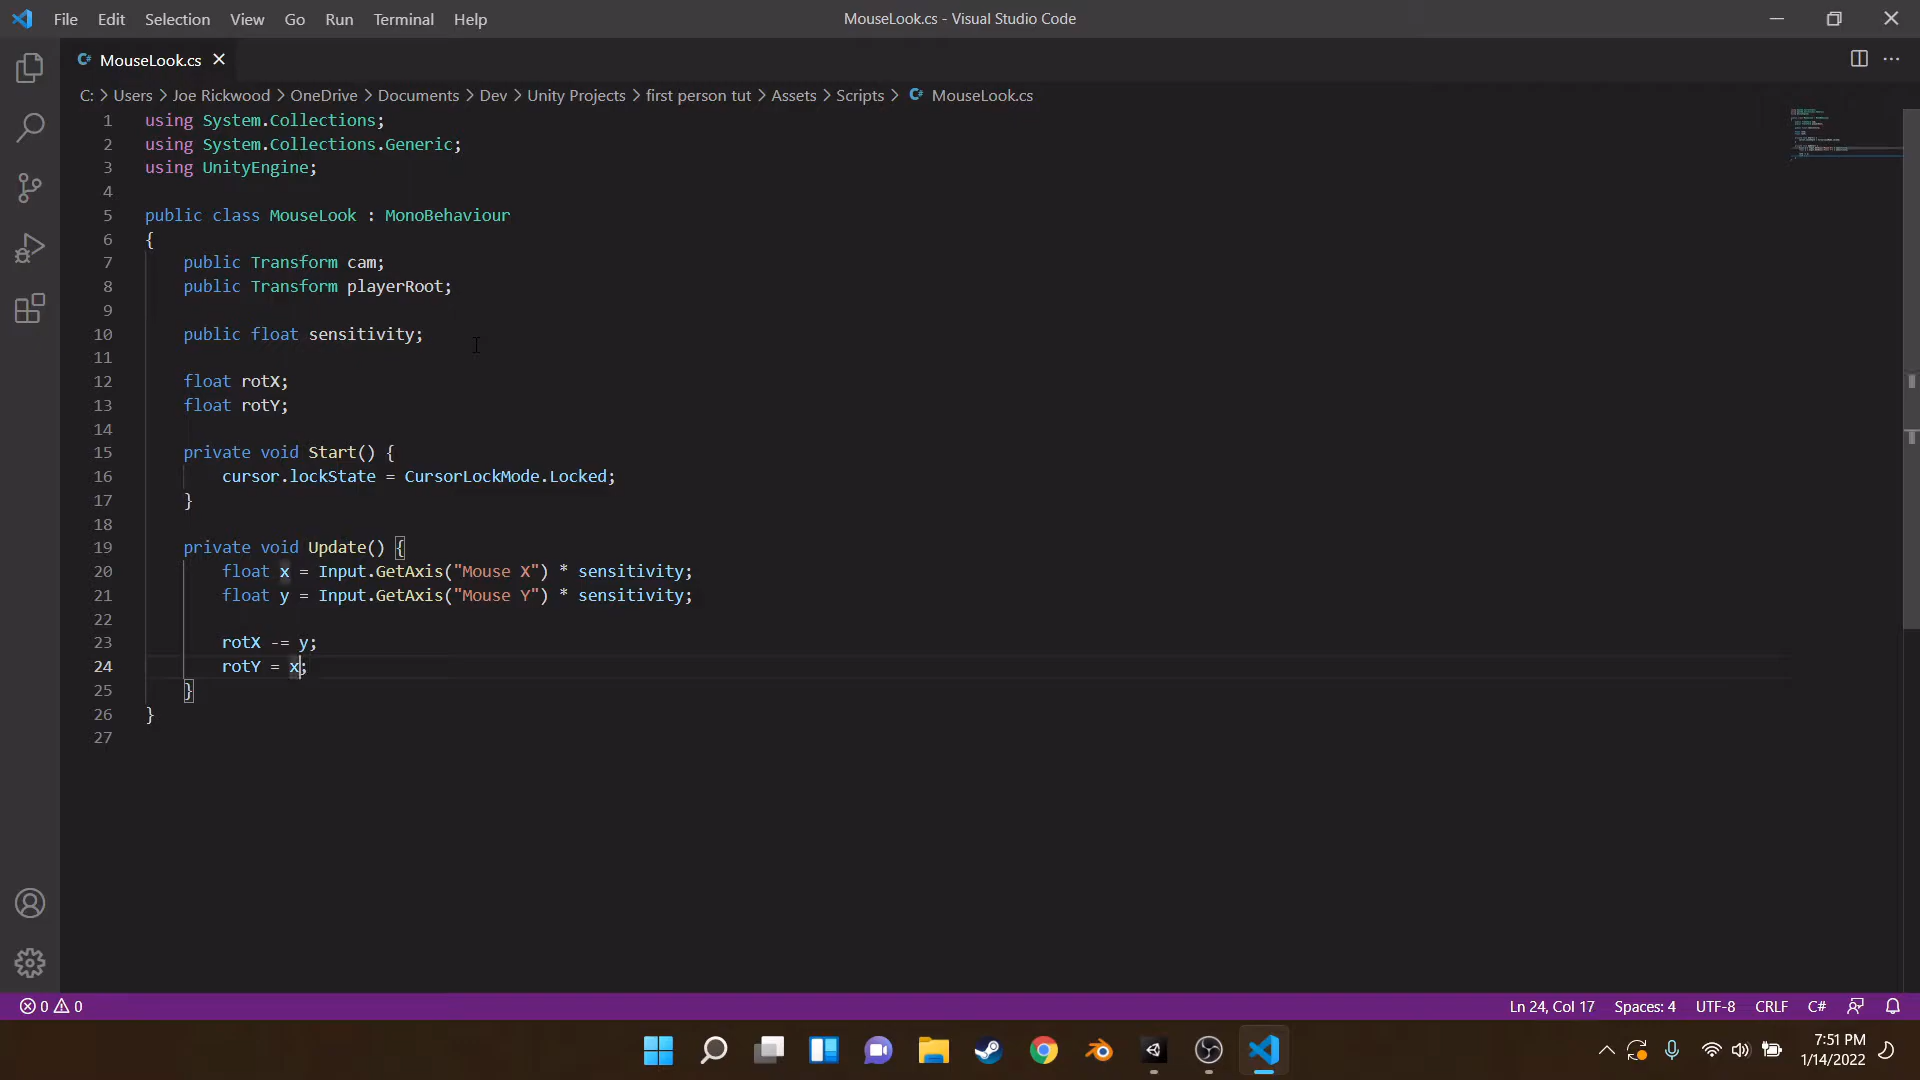 File Edit Selection View Go Run Terminal Help
MouseLook.cs - Visual Studio Code
MouseLook.cs
C: > Users > Joe Rickwood > OneDrive > Documents > Dev > Unity Projects > first person tut > Assets > Scripts > MouseLook.cs
1 using System.Collections;
2 using System.Collections.Generic;
3 using UnityEngine;
4
5 public class MouseLook : MonoBehaviour
6 {
7 public Transform cam;
8 public Transform playerRoot;
9
10 public float sensitivity;
11
12 float rotX;
13 float rotY;
14
15 private void Start() {
16 cursor.lockState = CursorLockMode.Locked;
17 }
18
19 private void Update() {
20 float x = Input.GetAxis("Mouse X") * sensitivity;
21 float y = Input.GetAxis("Mouse Y") * sensitivity;
22
23 rotX -= y;
24 rotY = x;
25 }
26 }
27
0 0 Ln 24, Col 17 Spaces: 4 UTF-8 CRLF C#
7:51 PM
1/14/2022